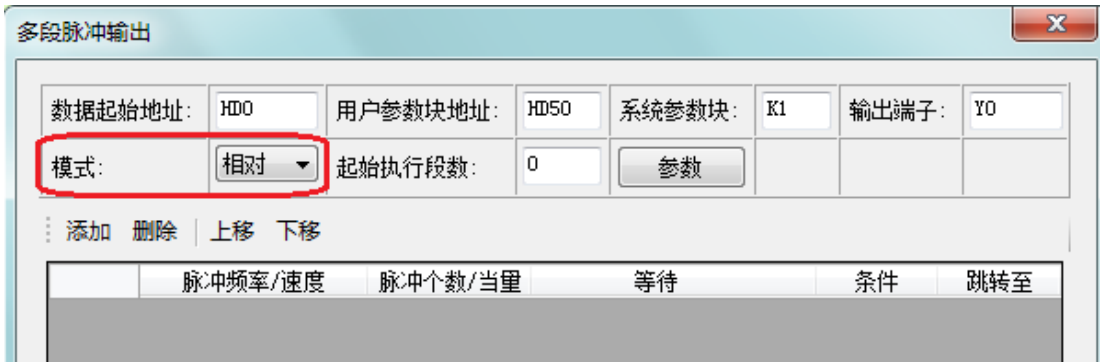 多段脉冲输出
数据起始地址: HD0 用户参数块地址: HD50 系统参数块: K1 输出端子: Y0
模式: 相对 起始执行段数: 0 参数
添加 删除 上移 下移
脉冲频率/速度 脉冲个数/当量 等待 条件 跳转至